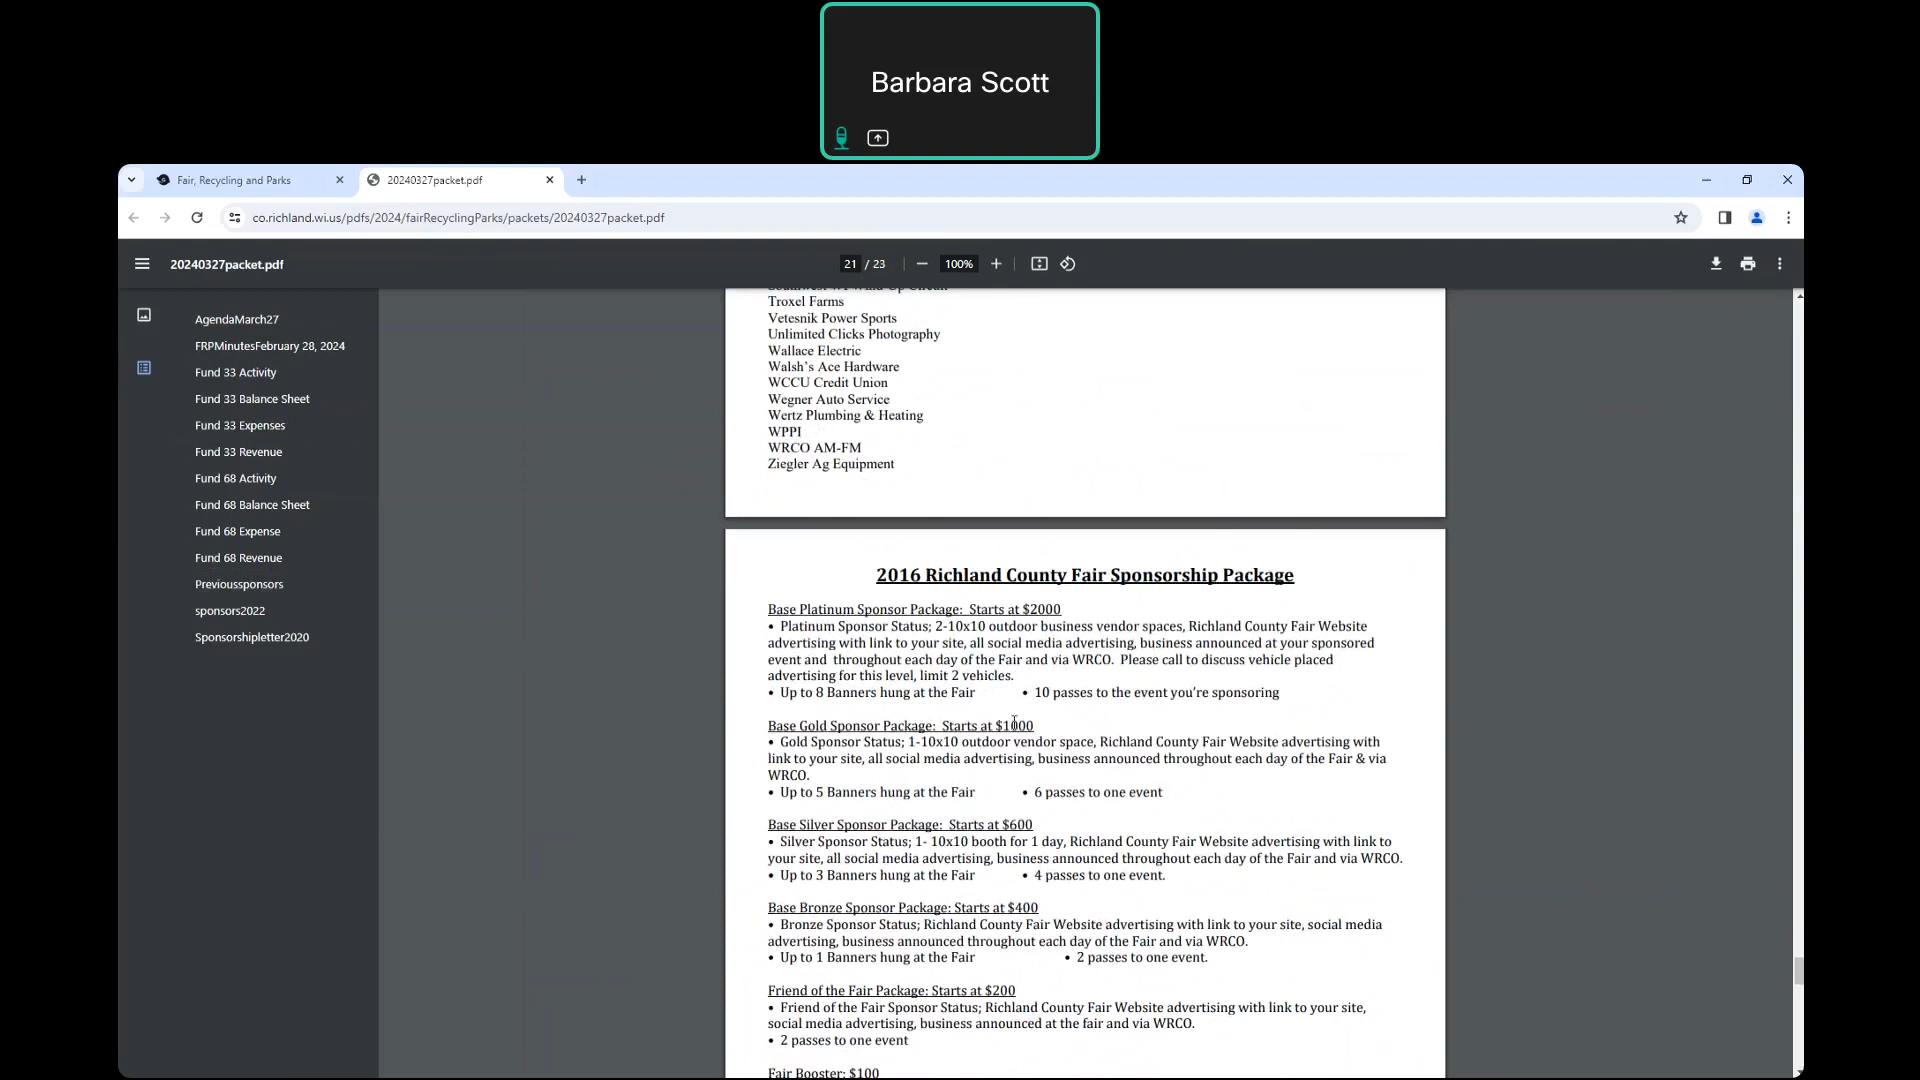 Barbara Scott
Fair, Recycling and Parks
20240327packet.pdf
co.richland.wi.us/pdfs/2024/fairRecyclingParks/packets/20240327packet.pdf
20240327packet.pdf
21 / 23
100%
AgendaMarch27
FRPMinutesFebruary 28, 2024
Fund 33 Activity
Fund 33 Balance Sheet
Fund 33 Expenses
Fund 33 Revenue
Fund 68 Activity
Fund 68 Balance Sheet
Fund 68 Expense
Fund 68 Revenue
Previoussponsors
sponsors2022
Sponsorshipletter2020
Troxel Farms
Vetesnik Power Sports
Unlimited Clicks Photography
Wallace Electric
Walsh's Ace Hardware
WCCU Credit Union
Wegner Auto Service
Wertz Plumbing & Heating
WPPI
WRCO AM-FM
Ziegler Ag Equipment
2016 Richland County Fair Sponsorship Package
Base Platinum Sponsor Package:  Starts at $2000
• Platinum Sponsor Status; 2-10x10 outdoor business vendor spaces, Richland County Fair Website
advertising with link to your site, all social media advertising, business announced at your sponsored
event and  throughout each day of the Fair and via WRCO.  Please call to discuss vehicle placed
advertising for this level, limit 2 vehicles.
• Up to 8 Banners hung at the Fair • 10 passes to the event you're sponsoring
Base Gold Sponsor Package:  Starts at $1000
• Gold Sponsor Status; 1-10x10 outdoor vendor space, Richland County Fair Website advertising with
link to your site, all social media advertising, business announced throughout each day of the Fair & via
WRCO.
• Up to 5 Banners hung at the Fair • 6 passes to one event
Base Silver Sponsor Package:  Starts at $600
• Silver Sponsor Status; 1- 10x10 booth for 1 day, Richland County Fair Website advertising with link to
your site, all social media advertising, business announced throughout each day of the Fair and via WRCO.
• Up to 3 Banners hung at the Fair • 4 passes to one event.
Base Bronze Sponsor Package: Starts at $400
• Bronze Sponsor Status; Richland County Fair Website advertising with link to your site, social media
advertising, business announced throughout each day of the Fair and via WRCO.
• Up to 1 Banners hung at the Fair • 2 passes to one event.
Friend of the Fair Package: Starts at $200
• Friend of the Fair Sponsor Status; Richland County Fair Website advertising with link to your site,
social media advertising, business announced at the fair and via WRCO.
• 2 passes to one event
Fair Booster: $100